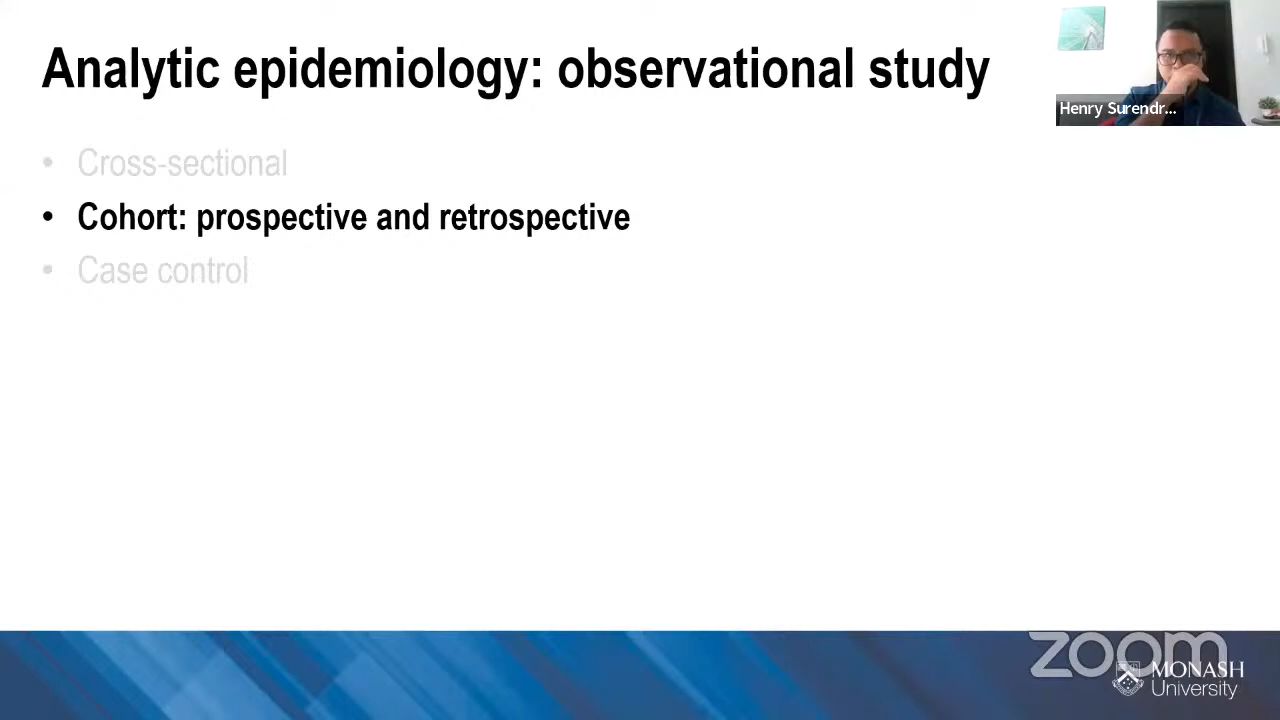 Analytic epidemiology: observational study
Henry Surendr...
• Cross-sectional
• Cohort: prospective and retrospective
• Case control
zoom
MONASH
University